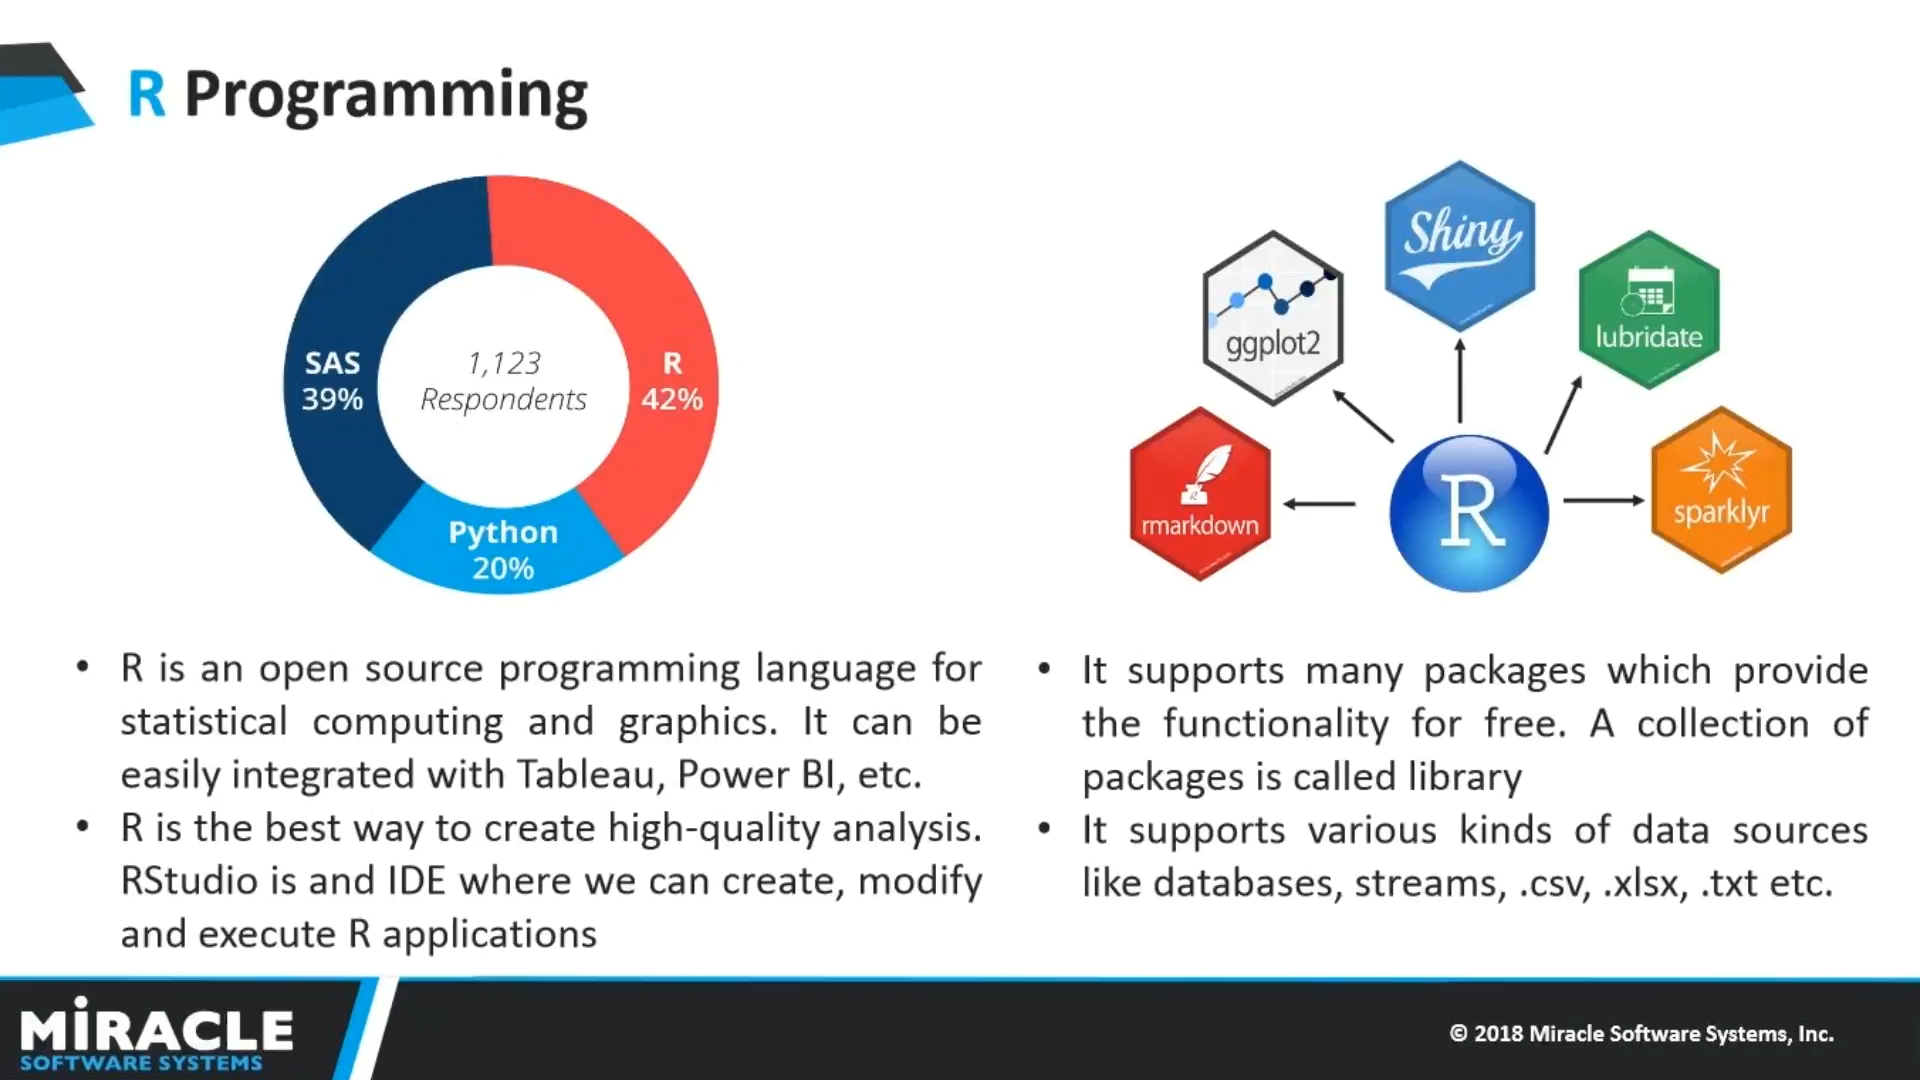 R Programming
SAS
39%
1,123
Respondents
R
42%
Python
20%
Shiny
ggplot2
lubridate
rmarkdown
R
sparklyr
• R is an open source programming language for
statistical computing and graphics. It can be
easily integrated with Tableau, Power BI, etc.
• R is the best way to create high-quality analysis.
RStudio is and IDE where we can create, modify
and execute R applications
• It supports many packages which provide
the functionality for free. A collection of
packages is called library
• It supports various kinds of data sources
like databases, streams, .csv, .xlsx, .txt etc.
MiRACLE
SOFTWARE SYSTEMS
© 2018 Miracle Software Systems, Inc.